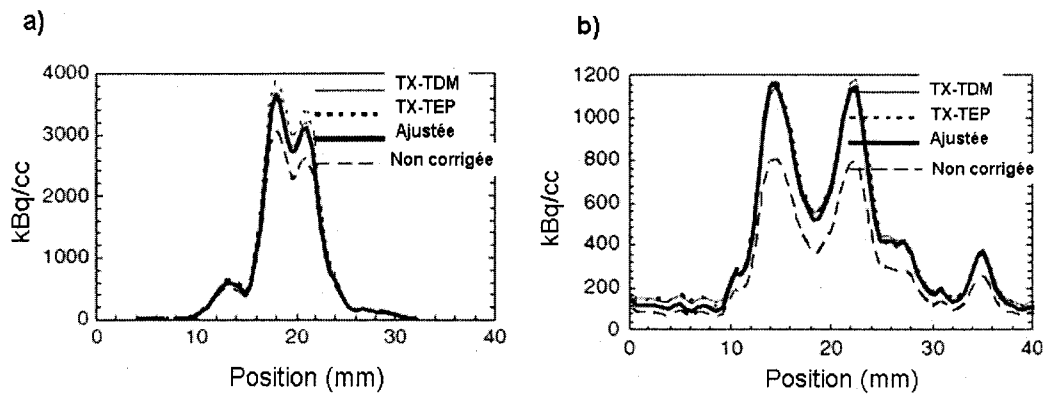 a)
4000
3000
2000
1000
0
kBq/cc
TX-TDM
TX-TEP
Ajustée
Non corrigée
0 10 20 30 40
Position (mm)
b)
1200
1000
800
600
400
200
0
kBq/cc
TX-TDM
TX-TEP
Ajustée
Non corrigée
0 10 20 30 40
Position (mm)